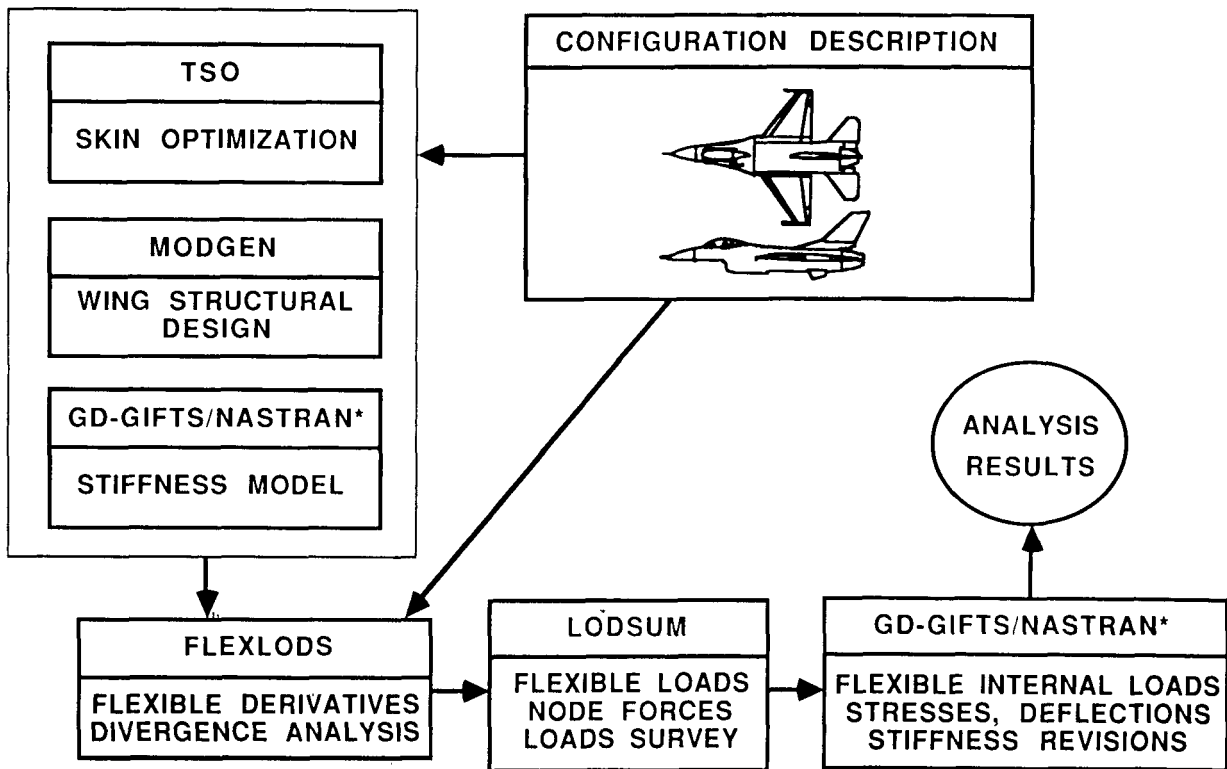 TSO
SKIN OPTIMIZATION
MODGEN
WING STRUCTURAL
DESIGN
GD-GIFTS/NASTRAN*
STIFFNESS MODEL
CONFIGURATION DESCRIPTION
ANALYSIS
RESULTS
FLEXLODS
FLEXIBLE DERIVATIVES
DIVERGENCE ANALYSIS
LODSUM
FLEXIBLE LOADS
NODE FORCES
LOADS SURVEY
GD-GIFTS/NASTRAN*
FLEXIBLE INTERNAL LOADS
STRESSES, DEFLECTIONS
STIFFNESS REVISIONS